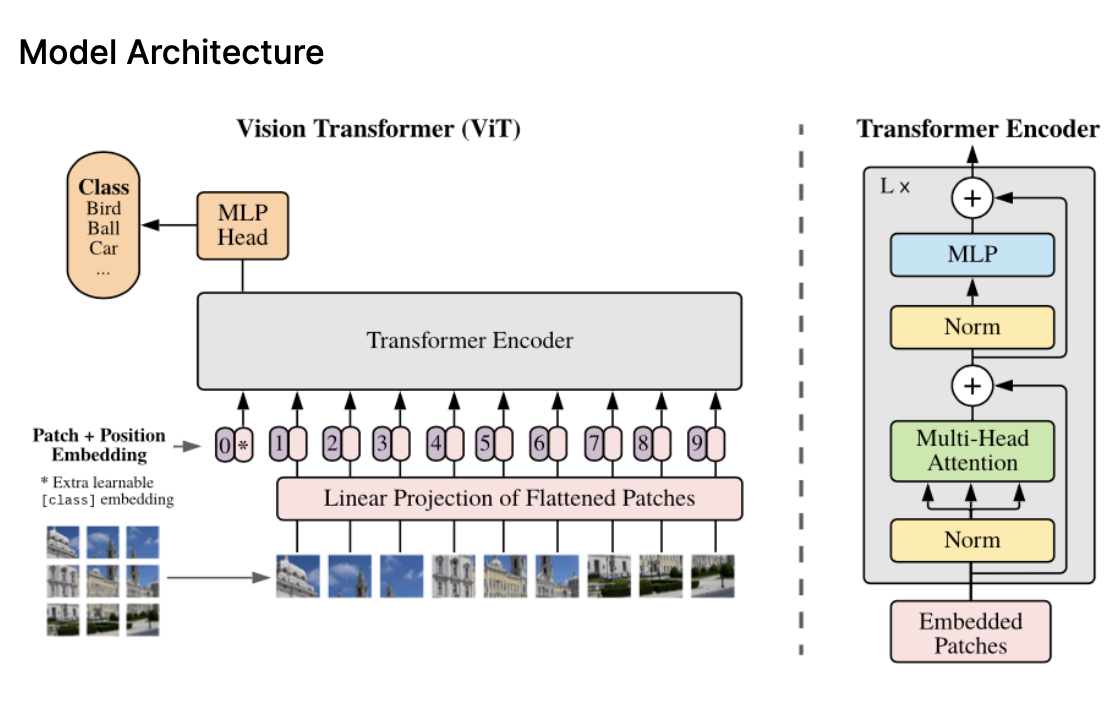 Model Architecture
Vision Transformer (ViT)
Class
Bird
Ball
Car
...
MLP
Head
Transformer Encoder
0 * 1 2 3 4 5 6 7 8 9
Patch + Position
Embedding
* Extra learnable
[class] embedding
Linear Projection of Flattened Patches
Transformer Encoder
L ×
+
MLP
Norm
+
Multi-Head
Attention
Norm
Embedded
Patches